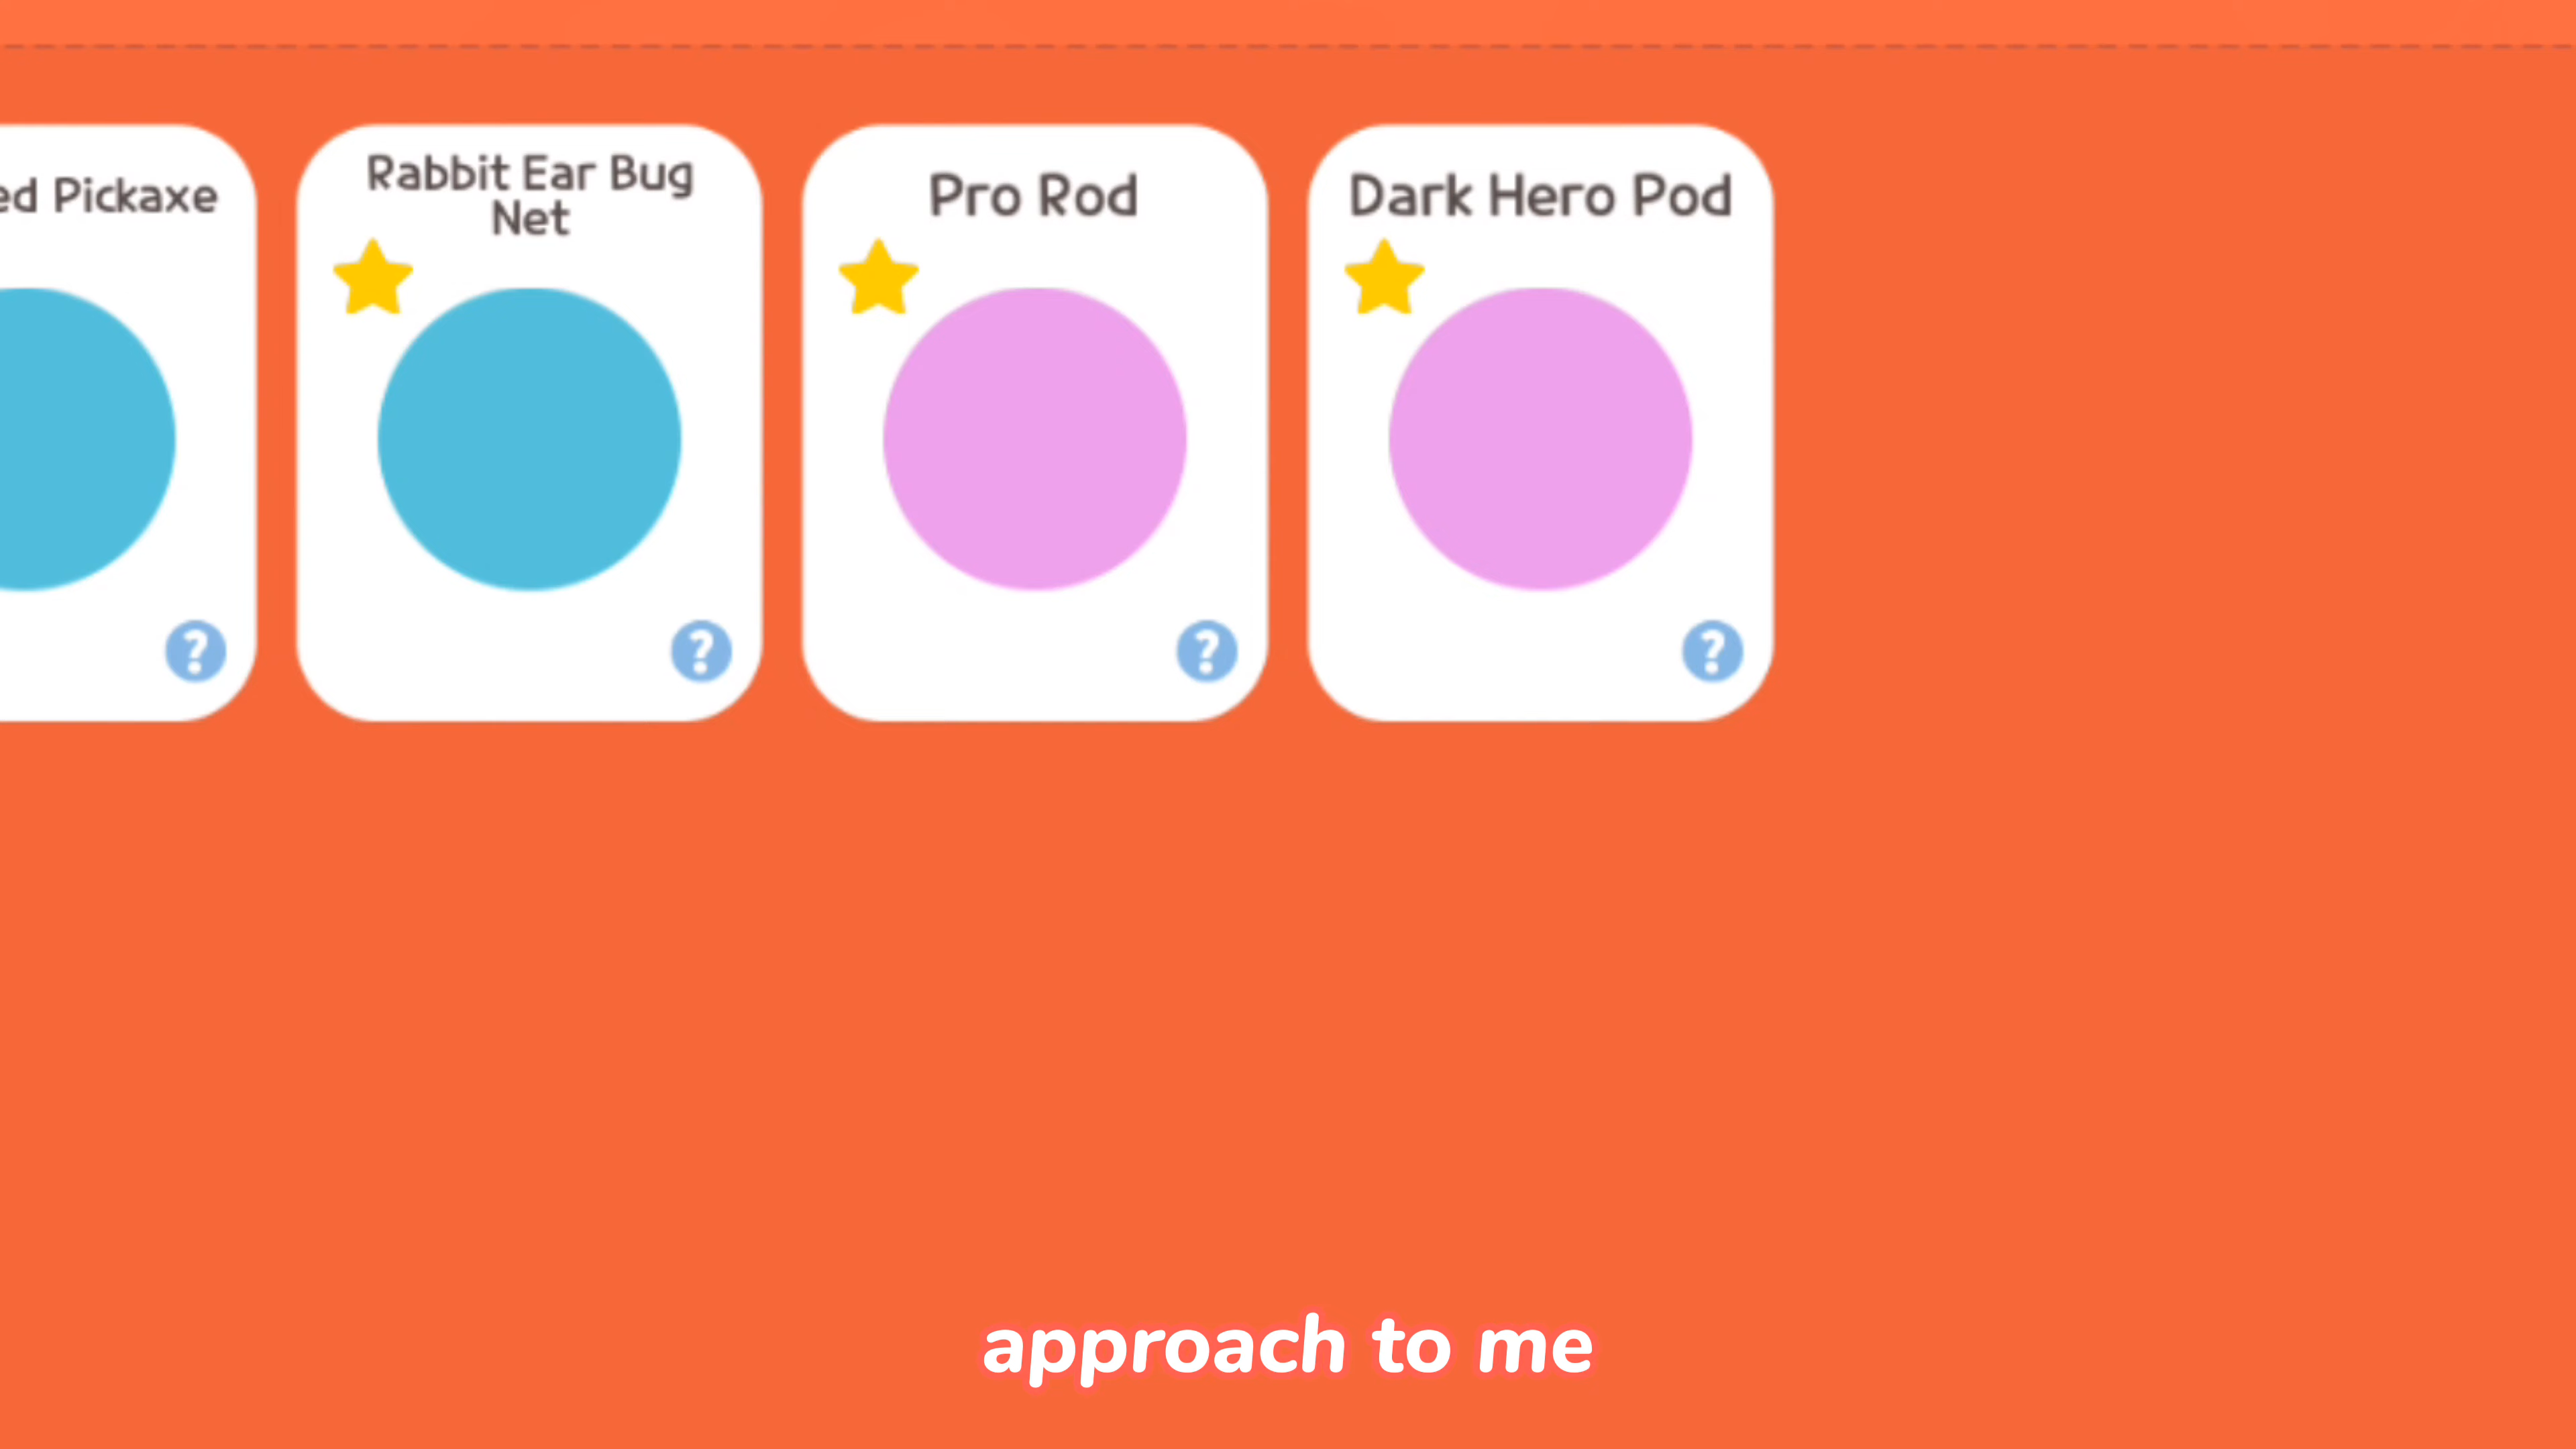 ed Pickaxe
Rabbit Ear Bug
Net
Pro Rod
Dark Hero Pod
?
?
?
?
approach to me